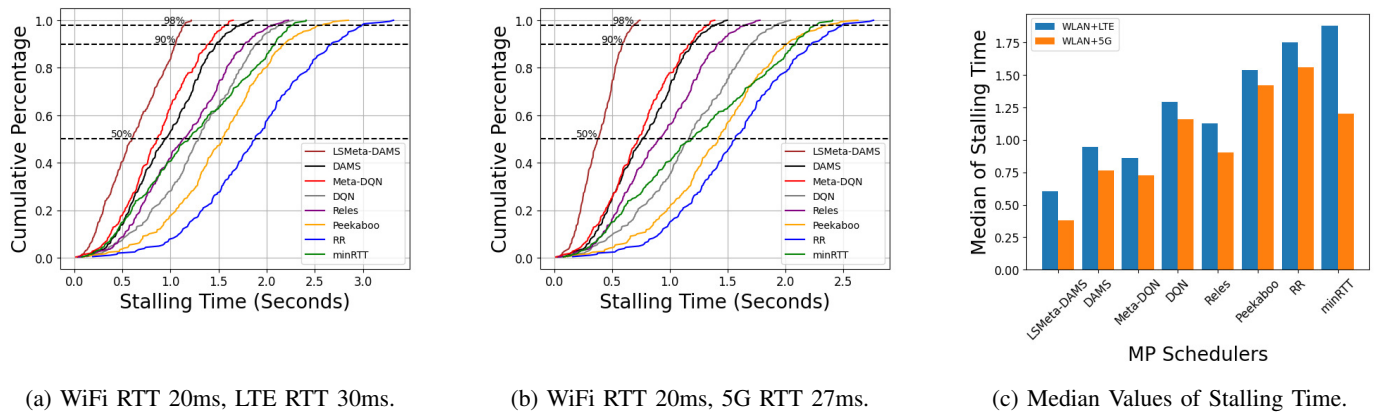 1.0
0.8
0.6
0.4
0.2
0.0
Cumulative Percentage
98%
90%
50%
LSMeta-DAMS
DAMS
Meta-DQN
DQN
Reles
Peekaboo
RR
minRTT
0.0 0.5 1.0 1.5 2.0 2.5 3.0
Stalling Time (Seconds)
(a) WiFi RTT 20ms, LTE RTT 30ms.
1.0
0.8
0.6
0.4
0.2
0.0
Cumulative Percentage
98%
90%
50%
LSMeta-DAMS
DAMS
Meta-DQN
DQN
Reles
Peekaboo
RR
minRTT
0.0 0.5 1.0 1.5 2.0 2.5
Stalling Time (Seconds)
(b) WiFi RTT 20ms, 5G RTT 27ms.
WLAN+LTE
WLAN+5G
1.75
1.50
1.25
1.00
0.75
0.50
0.25
0.00
Median of Stalling Time
LSMeta-DAMS
DAMS
Meta-DQN
DQN
Reles
Peekaboo
RR
minRTT
MP Schedulers
(c) Median Values of Stalling Time.